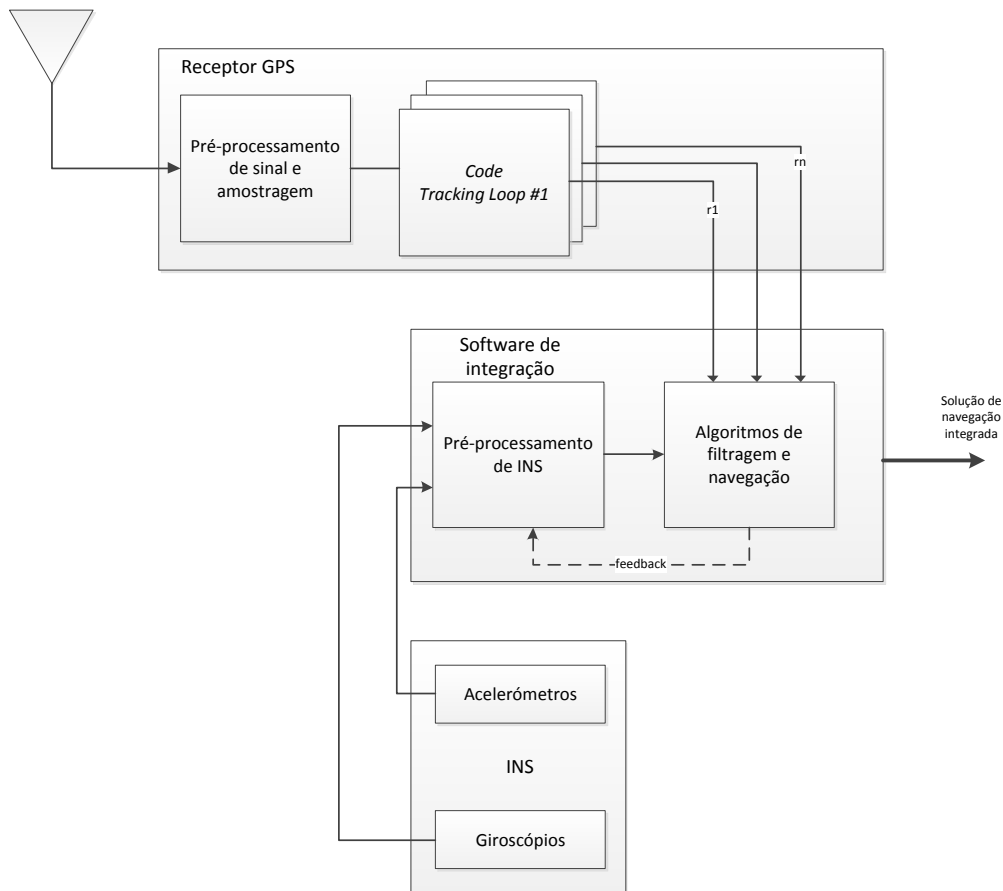 Receptor GPS
Pré-processamento
de sinal e
amostragem
Code
Tracking Loop #1
rn
r1
Software de
integração
Pré-processamento
de INS
Algoritmos de
filtragem e
navegação
feedback
Solução de
navegação
integrada
Acelerómetros
INS
Giroscópios